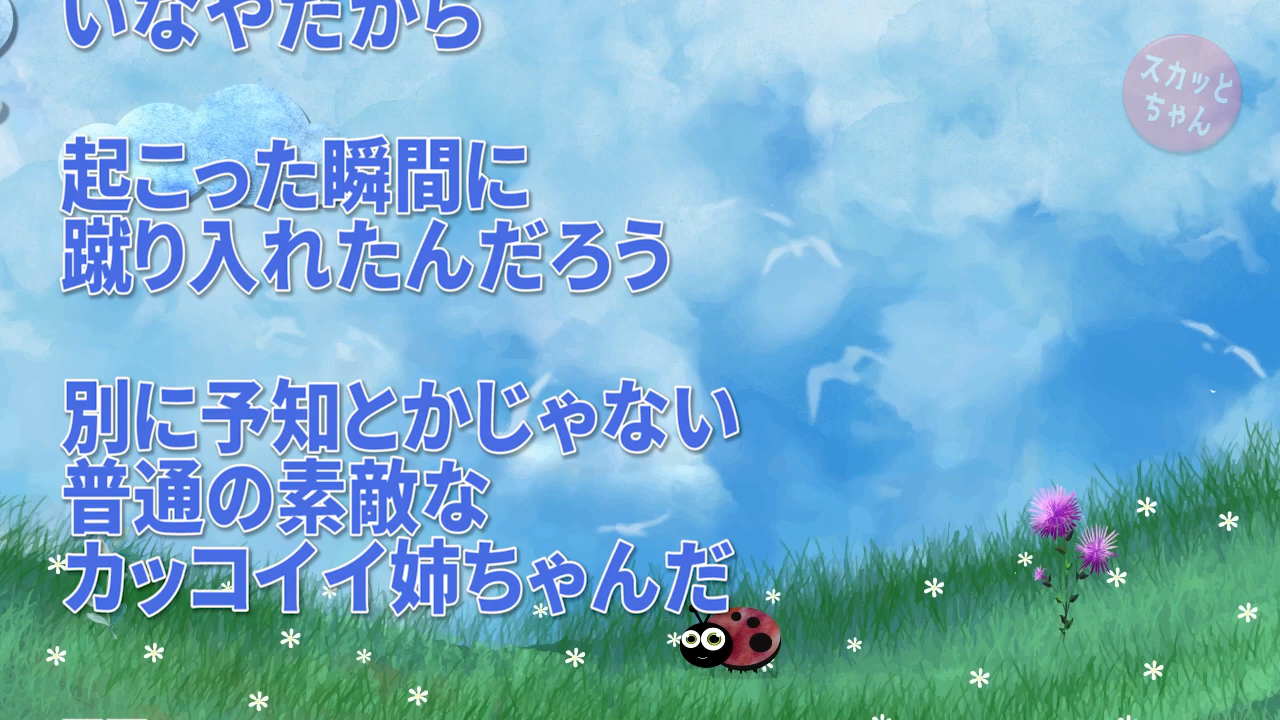 いなやだから
起こった瞬間に
蹴り入れたんだろう
別に予知とかじゃない
普通の素敵な
カッコイイ姉ちゃんだ
スカッと
ちゃん